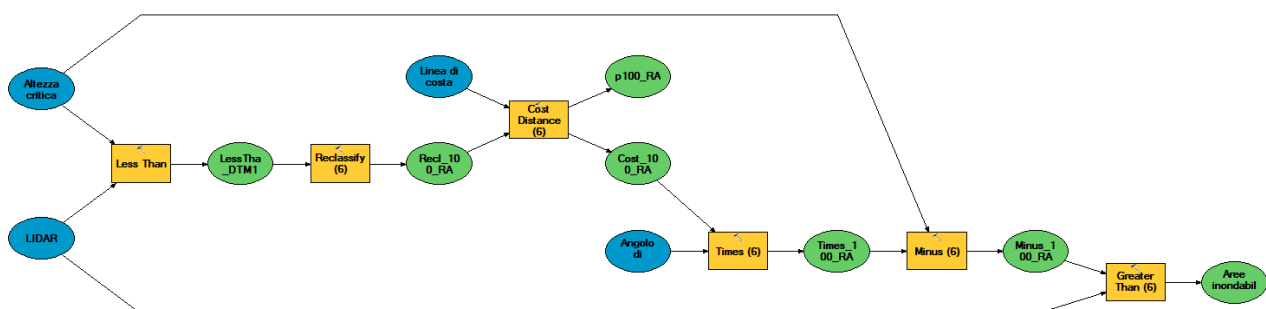 Altezza
critica
LIDAR
Less Than
LessTha
_DTM1
Reclassify
(6)
Linea di
costa
Recl_10
0_RA
Cost
Distance
(6)
p100_RA
Cost_10
0_RA
Angolo
di
Times (6)
Times_1
00_RA
Minus (6)
Minus_1
00_RA
Greater
Than (6)
Aree
inondabil